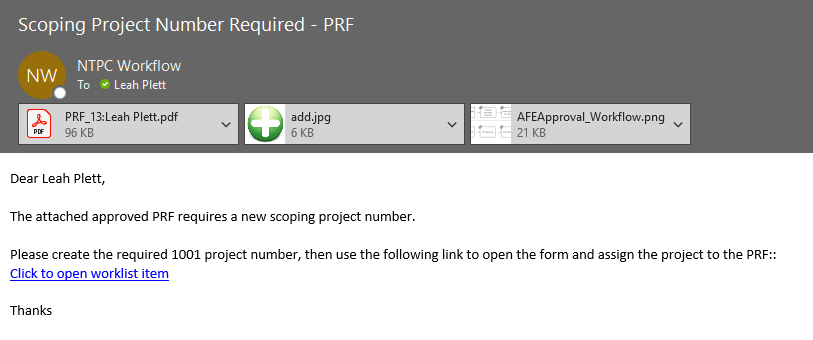 Scoping Project Number Required - PRF
NW
NTPC Workflow
To Leah Plett
PDF
PRF_13:Leah Plett.pdf
96 KB
add.jpg
6 KB
AFEApproval_Workflow.png
21 KB
Dear Leah Plett,
The attached approved PRF requires a new scoping project number.
Please create the required 1001 project number, then use the following link to open the form and assign the project to the PRF::
Click to open worklist item
Thanks